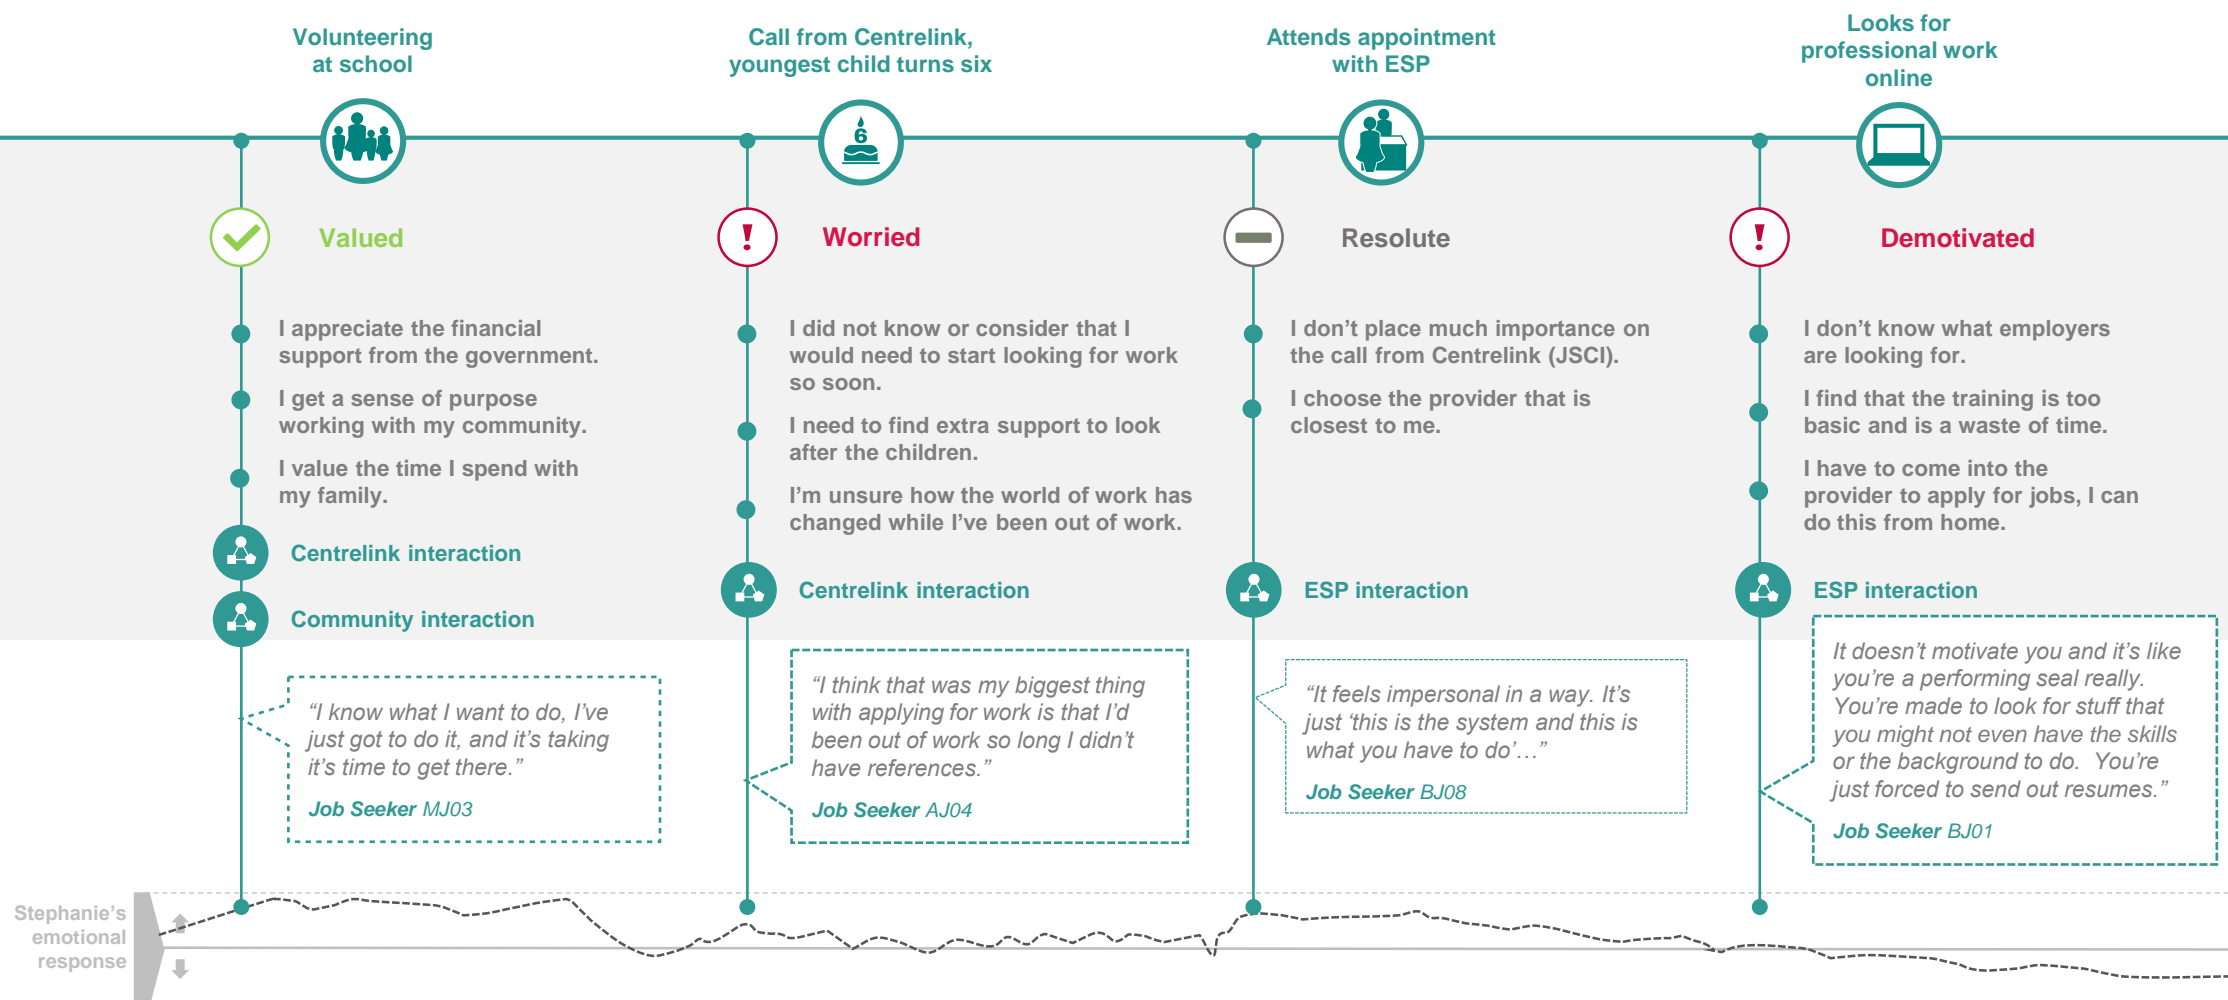 Volunteering
at school
Call from Centrelink,
youngest child turns six
Attends appointment
with ESP
Looks for
professional work
online
6
Valued
I appreciate the financial
support from the government.
I get a sense of purpose
working with my community.
I value the time I spend with
my family.
Centrelink interaction
Community interaction
“I know what I want to do, I’ve
just got to do it, and it’s taking
it’s time to get there.”
Job Seeker MJ03
!
Worried
I did not know or consider that I
would need to start looking for work
so soon.
I need to find extra support to look
after the children.
I’m unsure how the world of work has
changed while I’ve been out of work.
Centrelink interaction
“I think that was my biggest thing
with applying for work is that I’d
been out of work so long I didn’t
have references.”
Job Seeker AJ04
Resolute
I don’t place much importance on
the call from Centrelink (JSCI).
I choose the provider that is
closest to me.
ESP interaction
“It feels impersonal in a way. It’s
just ‘this is the system and this is
what you have to do’…”
Job Seeker BJ08
!
Demotivated
I don’t know what employers
are looking for.
I find that the training is too
basic and is a waste of time.
I have to come into the
provider to apply for jobs, I can
do this from home.
ESP interaction
It doesn’t motivate you and it’s like
you’re a performing seal really.
You’re made to look for stuff that
you might not even have the skills
or the background to do.  You’re
just forced to send out resumes.”
Job Seeker BJ01
Stephanie’s
emotional
response